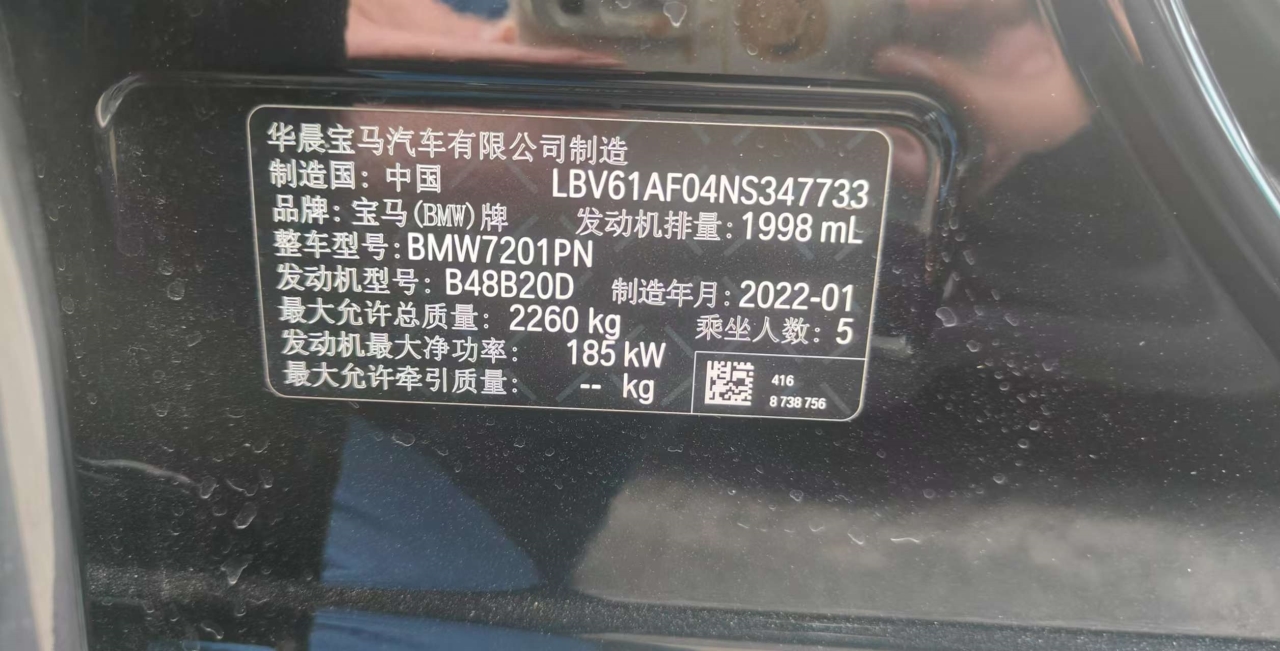 华晨宝马汽车有限公司制造
制造国：中国 LBV61AF04NS347733
品牌：宝马(BMW)牌 发动机排量：1998 mL
整车型号：BMW7201PN
发动机型号：B48B20D 制造年月：2022-01
最大允许总质量：2260 kg 乘坐人数：5
发动机最大净功率：185 kW
最大允许牵引质量：-- kg
416
8 738 756